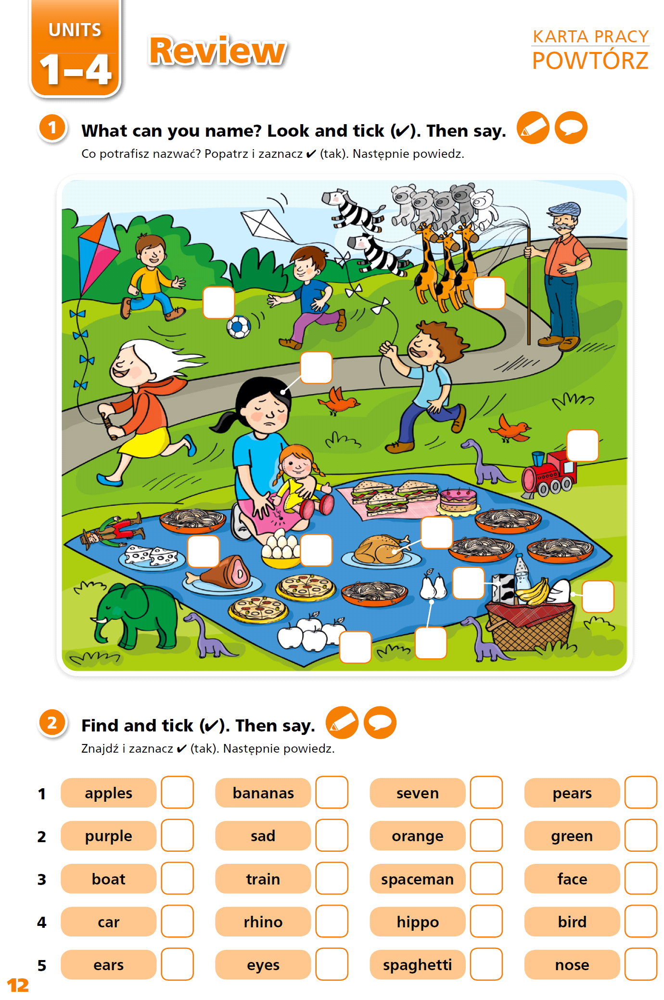 UNITS
1–4
Review
KARTA PRACY
POWTÓRZ
1 What can you name? Look and tick (✔). Then say.
Co potrafisz nazwać? Popatrz i zaznacz ✔ (tak). Następnie powiedz.
2 Find and tick (✔). Then say.
Znajdź i zaznacz ✔ (tak). Następnie powiedz.
1 apples bananas seven pears
2 purple sad orange green
3 boat train spaceman face
4 car rhino hippo bird
5 ears eyes spaghetti nose
12